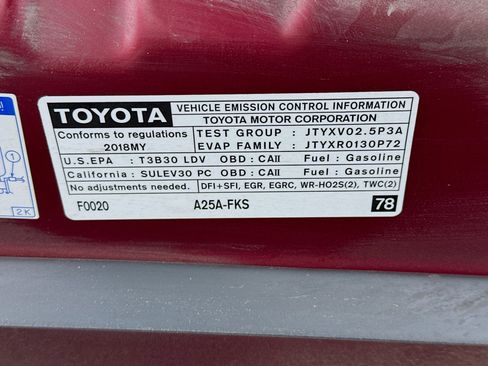 TOYOTA
VEHICLE EMISSION CONTROL INFORMATION
TOYOTA MOTOR CORPORATION
Conforms to regulations
2018MY
TEST GROUP : JTYXV02.5P3A
EVAP FAMILY : JTYXR0130P72
U.S.EPA : T3B30 LDV OBD : CAII Fuel : Gasoline
California : SULEV30 PC OBD : CAII Fuel : Gasoline
No adjustments needed. DFI+SFI, EGR, EGRC, WR-HO2S(2), TWC(2)
F0020 A25A-FKS 78
1
2K